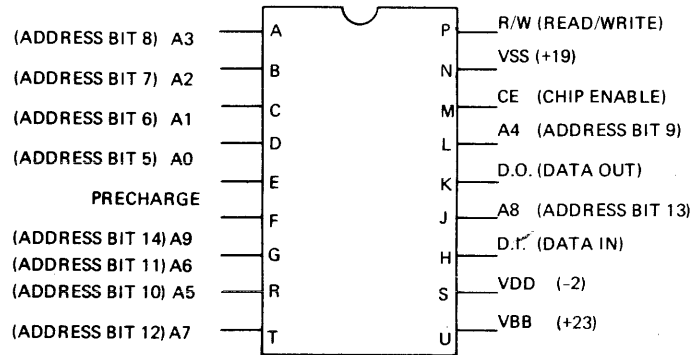 (ADDRESS BIT 8) A3 A P R/W (READ/WRITE)
(ADDRESS BIT 7) A2 B N VSS (+19)
(ADDRESS BIT 6) A1 C M CE (CHIP ENABLE)
(ADDRESS BIT 5) A0 D L A4 (ADDRESS BIT 9)
PRECHARGE E K D.O. (DATA OUT)
(ADDRESS BIT 14) A9 F J A8 (ADDRESS BIT 13)
(ADDRESS BIT 11) A6 G H D.I. (DATA IN)
(ADDRESS BIT 10) A5 R S VDD (-2)
(ADDRESS BIT 12) A7 T U VBB (+23)